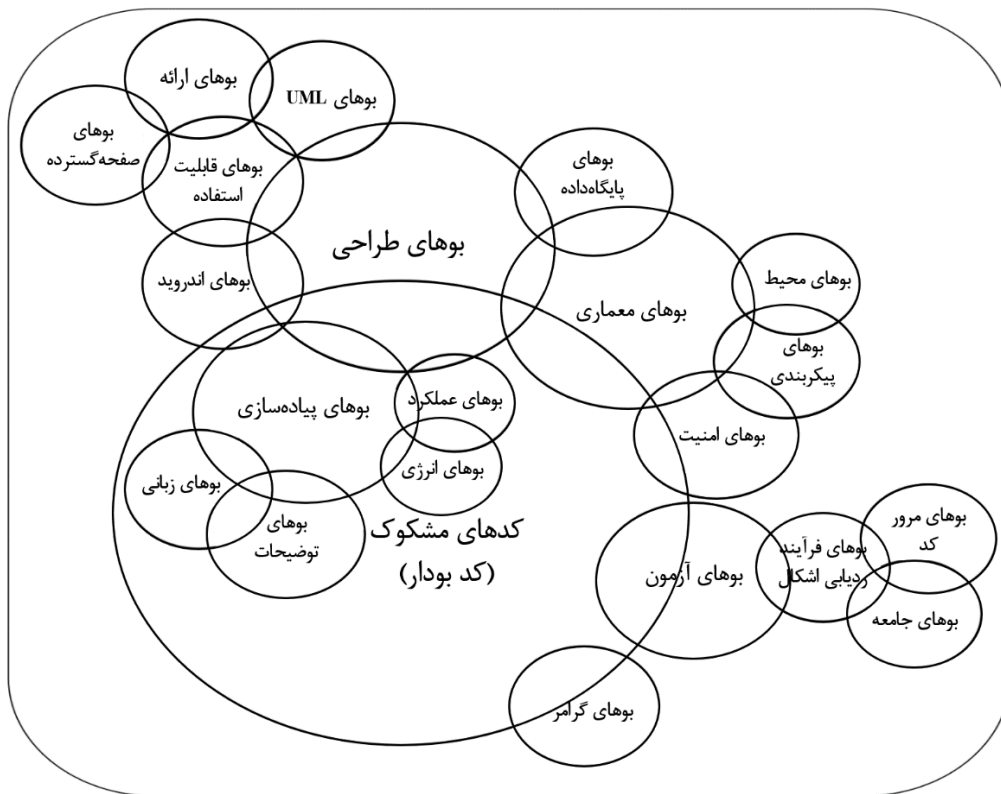 بوهای ارائه
بوهای UML
بوهای
صفحه‌گسترده
بوهای قابلیت
استفاده
بوهای
پایگاه‌داده
بوهای طراحی
بوهای اندروید
بوهای محیط
بوهای معماری
بوهای
پیکربندی
بوهای پیاده‌سازی
بوهای عملکرد
بوهای امنیت
بوهای انرژی
بوهای زبانی
بوهای
توضیحات
کدهای مشکوک
(کد بودار)
بوهای مرور
کد
بوهای فرآیند
ردیابی اشکال
بوهای آزمون
بوهای جامعه
بوهای گرامر